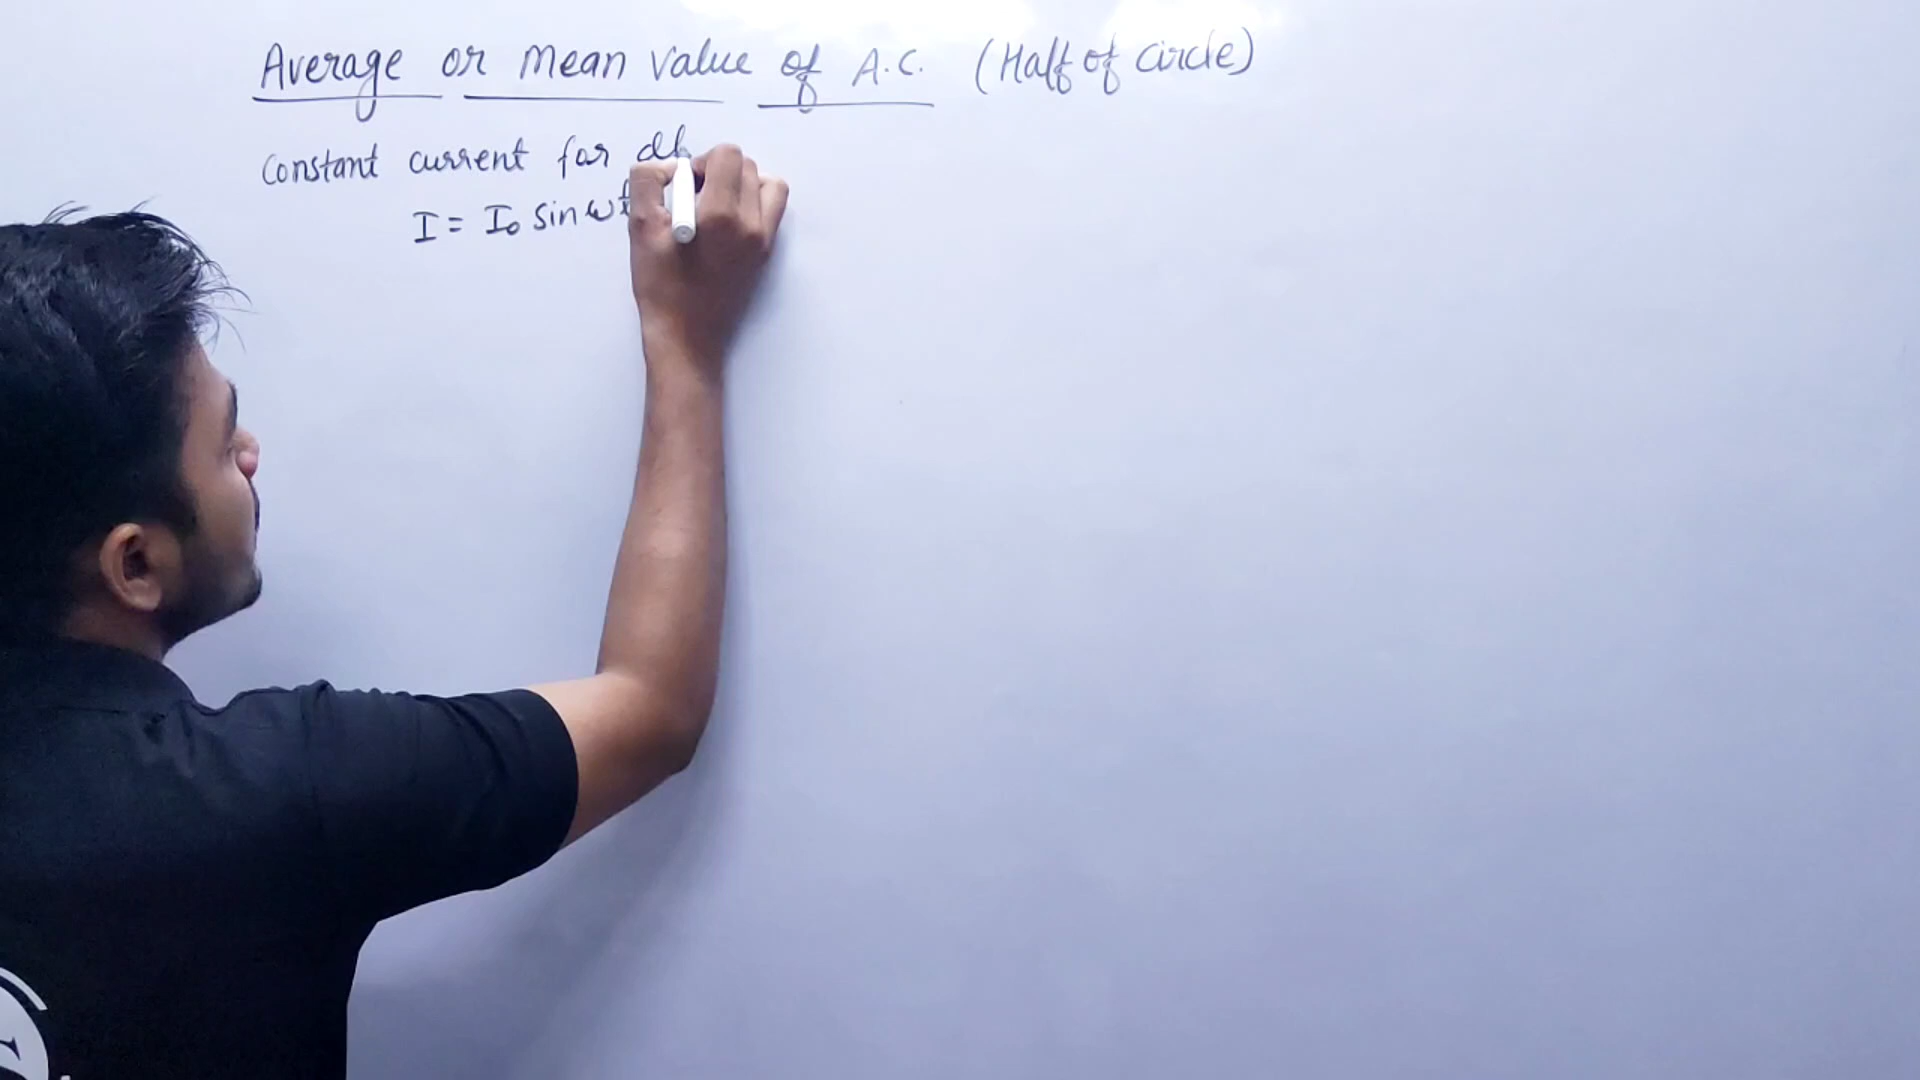 Average or mean value of A.C. (Half of circle)
Constant current for dt
I = I₀ sin ωt